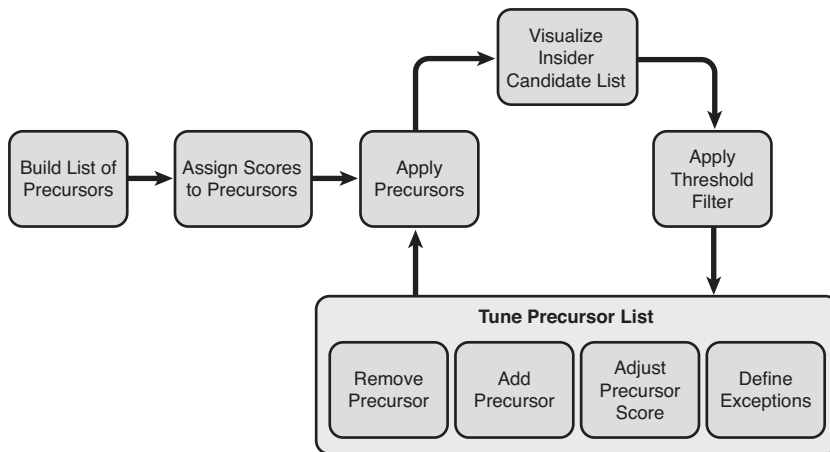 Visualize
Insider
Candidate List
Build List of
Precursors
Assign Scores
to Precursors
Apply
Precursors
Apply
Threshold
Filter
Tune Precursor List
Remove
Precursor
Add
Precursor
Adjust
Precursor
Score
Define
Exceptions